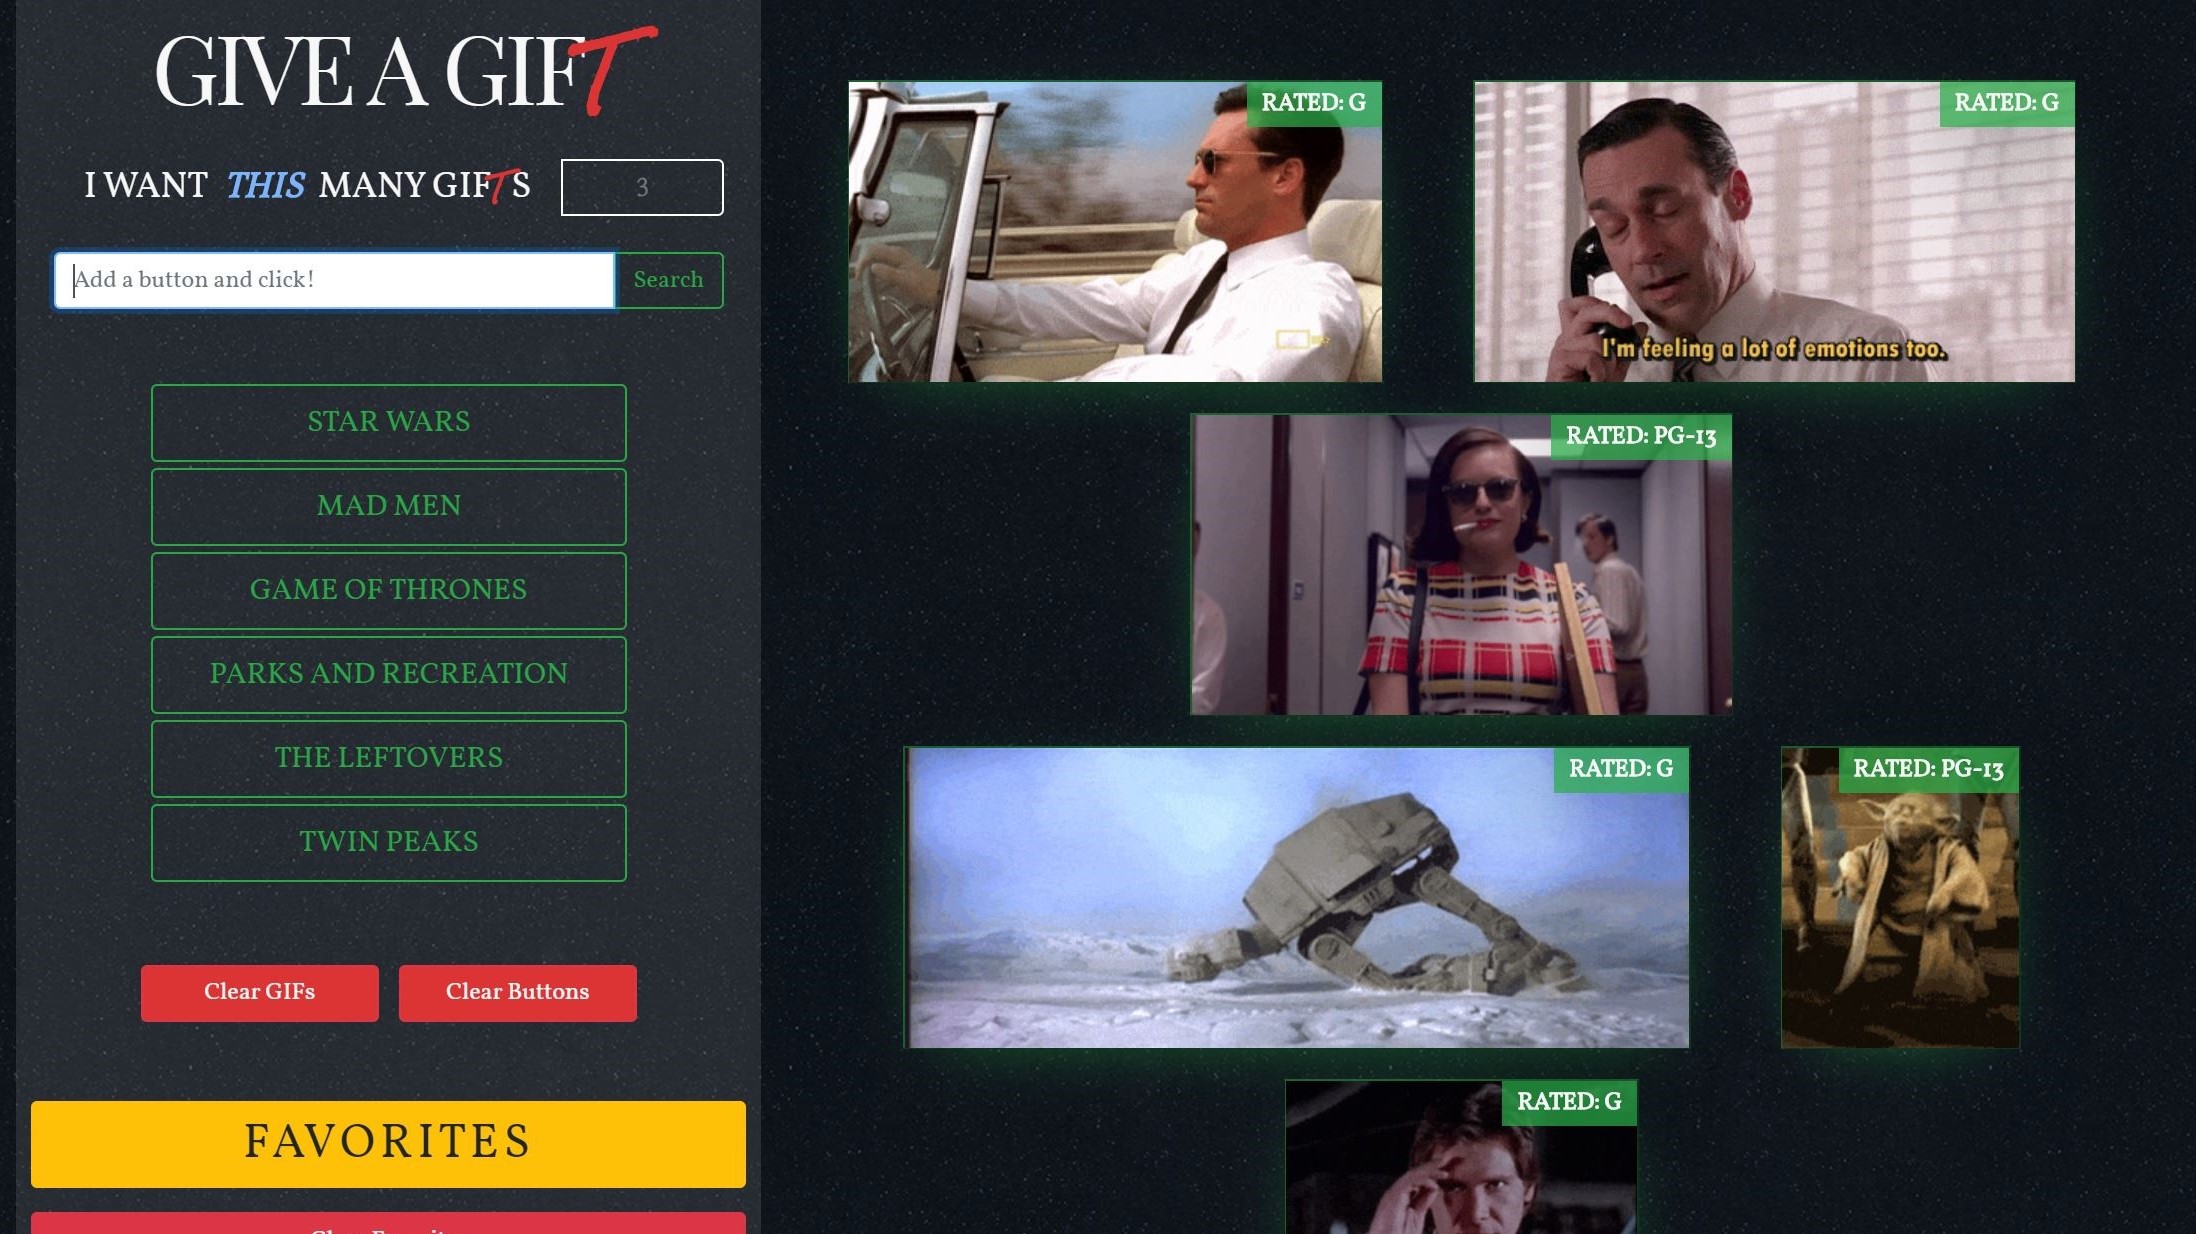 GIVE A GIFT
I WANT THIS MANY GIFTS 3
Add a button and click! Search
STAR WARS
MAD MEN
GAME OF THRONES
PARKS AND RECREATION
THE LEFTOVERS
TWIN PEAKS
Clear GIFs Clear Buttons
FAVORITES
RATED: G
RATED: G
I'm feeling a lot of emotions too.
RATED: PG-13
RATED: G
RATED: PG-13
RATED: G